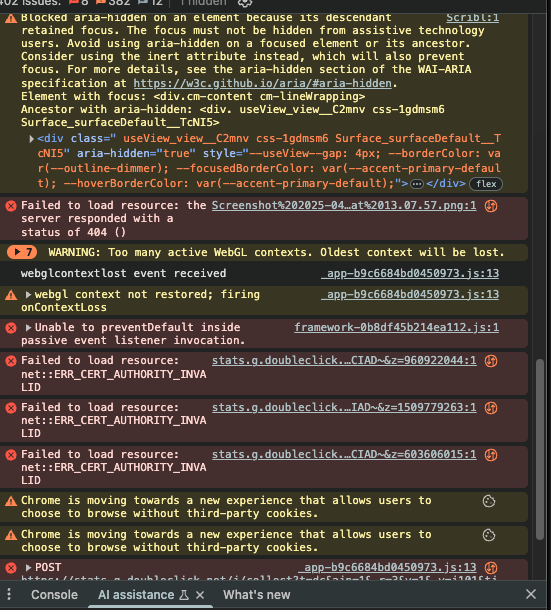 402 Issues: 8 382 12 1 hidden
Blocked aria-hidden on an element because its descendant Scribl:1
retained focus. The focus must not be hidden from assistive technology
users. Avoid using aria-hidden on a focused element or its ancestor.
Consider using the inert attribute instead, which will also prevent
focus. For more details, see the aria-hidden section of the WAI-ARIA
specification at https://w3c.github.io/aria/#aria-hidden.
Element with focus: <div.cm-content cm-lineWrapping>
Ancestor with aria-hidden: <div. useView_view__C2mnv css-1gdmsm6
Surface_surfaceDefault__TcNI5>
<div class=" useView_view__C2mnv css-1gdmsm6 Surface_surfaceDefault__T
cNI5" aria-hidden="true" style="--useView--gap: 4px; --borderColor: va
r(--outline-dimmer); --focusedBorderColor: var(--accent-primary-defaul
t); --hoverBorderColor: var(--accent-primary-default);">…</div> flex
Failed to load resource: the Screenshot%202025-04…at%2013.07.57.png:1
server responded with a
status of 404 ()
7 WARNING: Too many active WebGL contexts. Oldest context will be lost.
webglcontextlost event received _app-b9c6684bd0450973.js:13
webgl context not restored; firing _app-b9c6684bd0450973.js:13
onContextLoss
Unable to preventDefault inside framework-0b8df45b214ea112.js:1
passive event listener invocation.
Failed to load resource: stats.g.doubleclick.…CIAD~&z=960922044:1
net::ERR_CERT_AUTHORITY_INVA
LID
Failed to load resource: stats.g.doubleclick.…IAD~&z=1509779263:1
net::ERR_CERT_AUTHORITY_INVA
LID
Failed to load resource: stats.g.doubleclick.…CIAD~&z=603606015:1
net::ERR_CERT_AUTHORITY_INVA
LID
Chrome is moving towards a new experience that allows users to
choose to browse without third-party cookies.
Chrome is moving towards a new experience that allows users to
choose to browse without third-party cookies.
POST _app-b9c6684bd0450973.js:13
Console AI assistance What's new